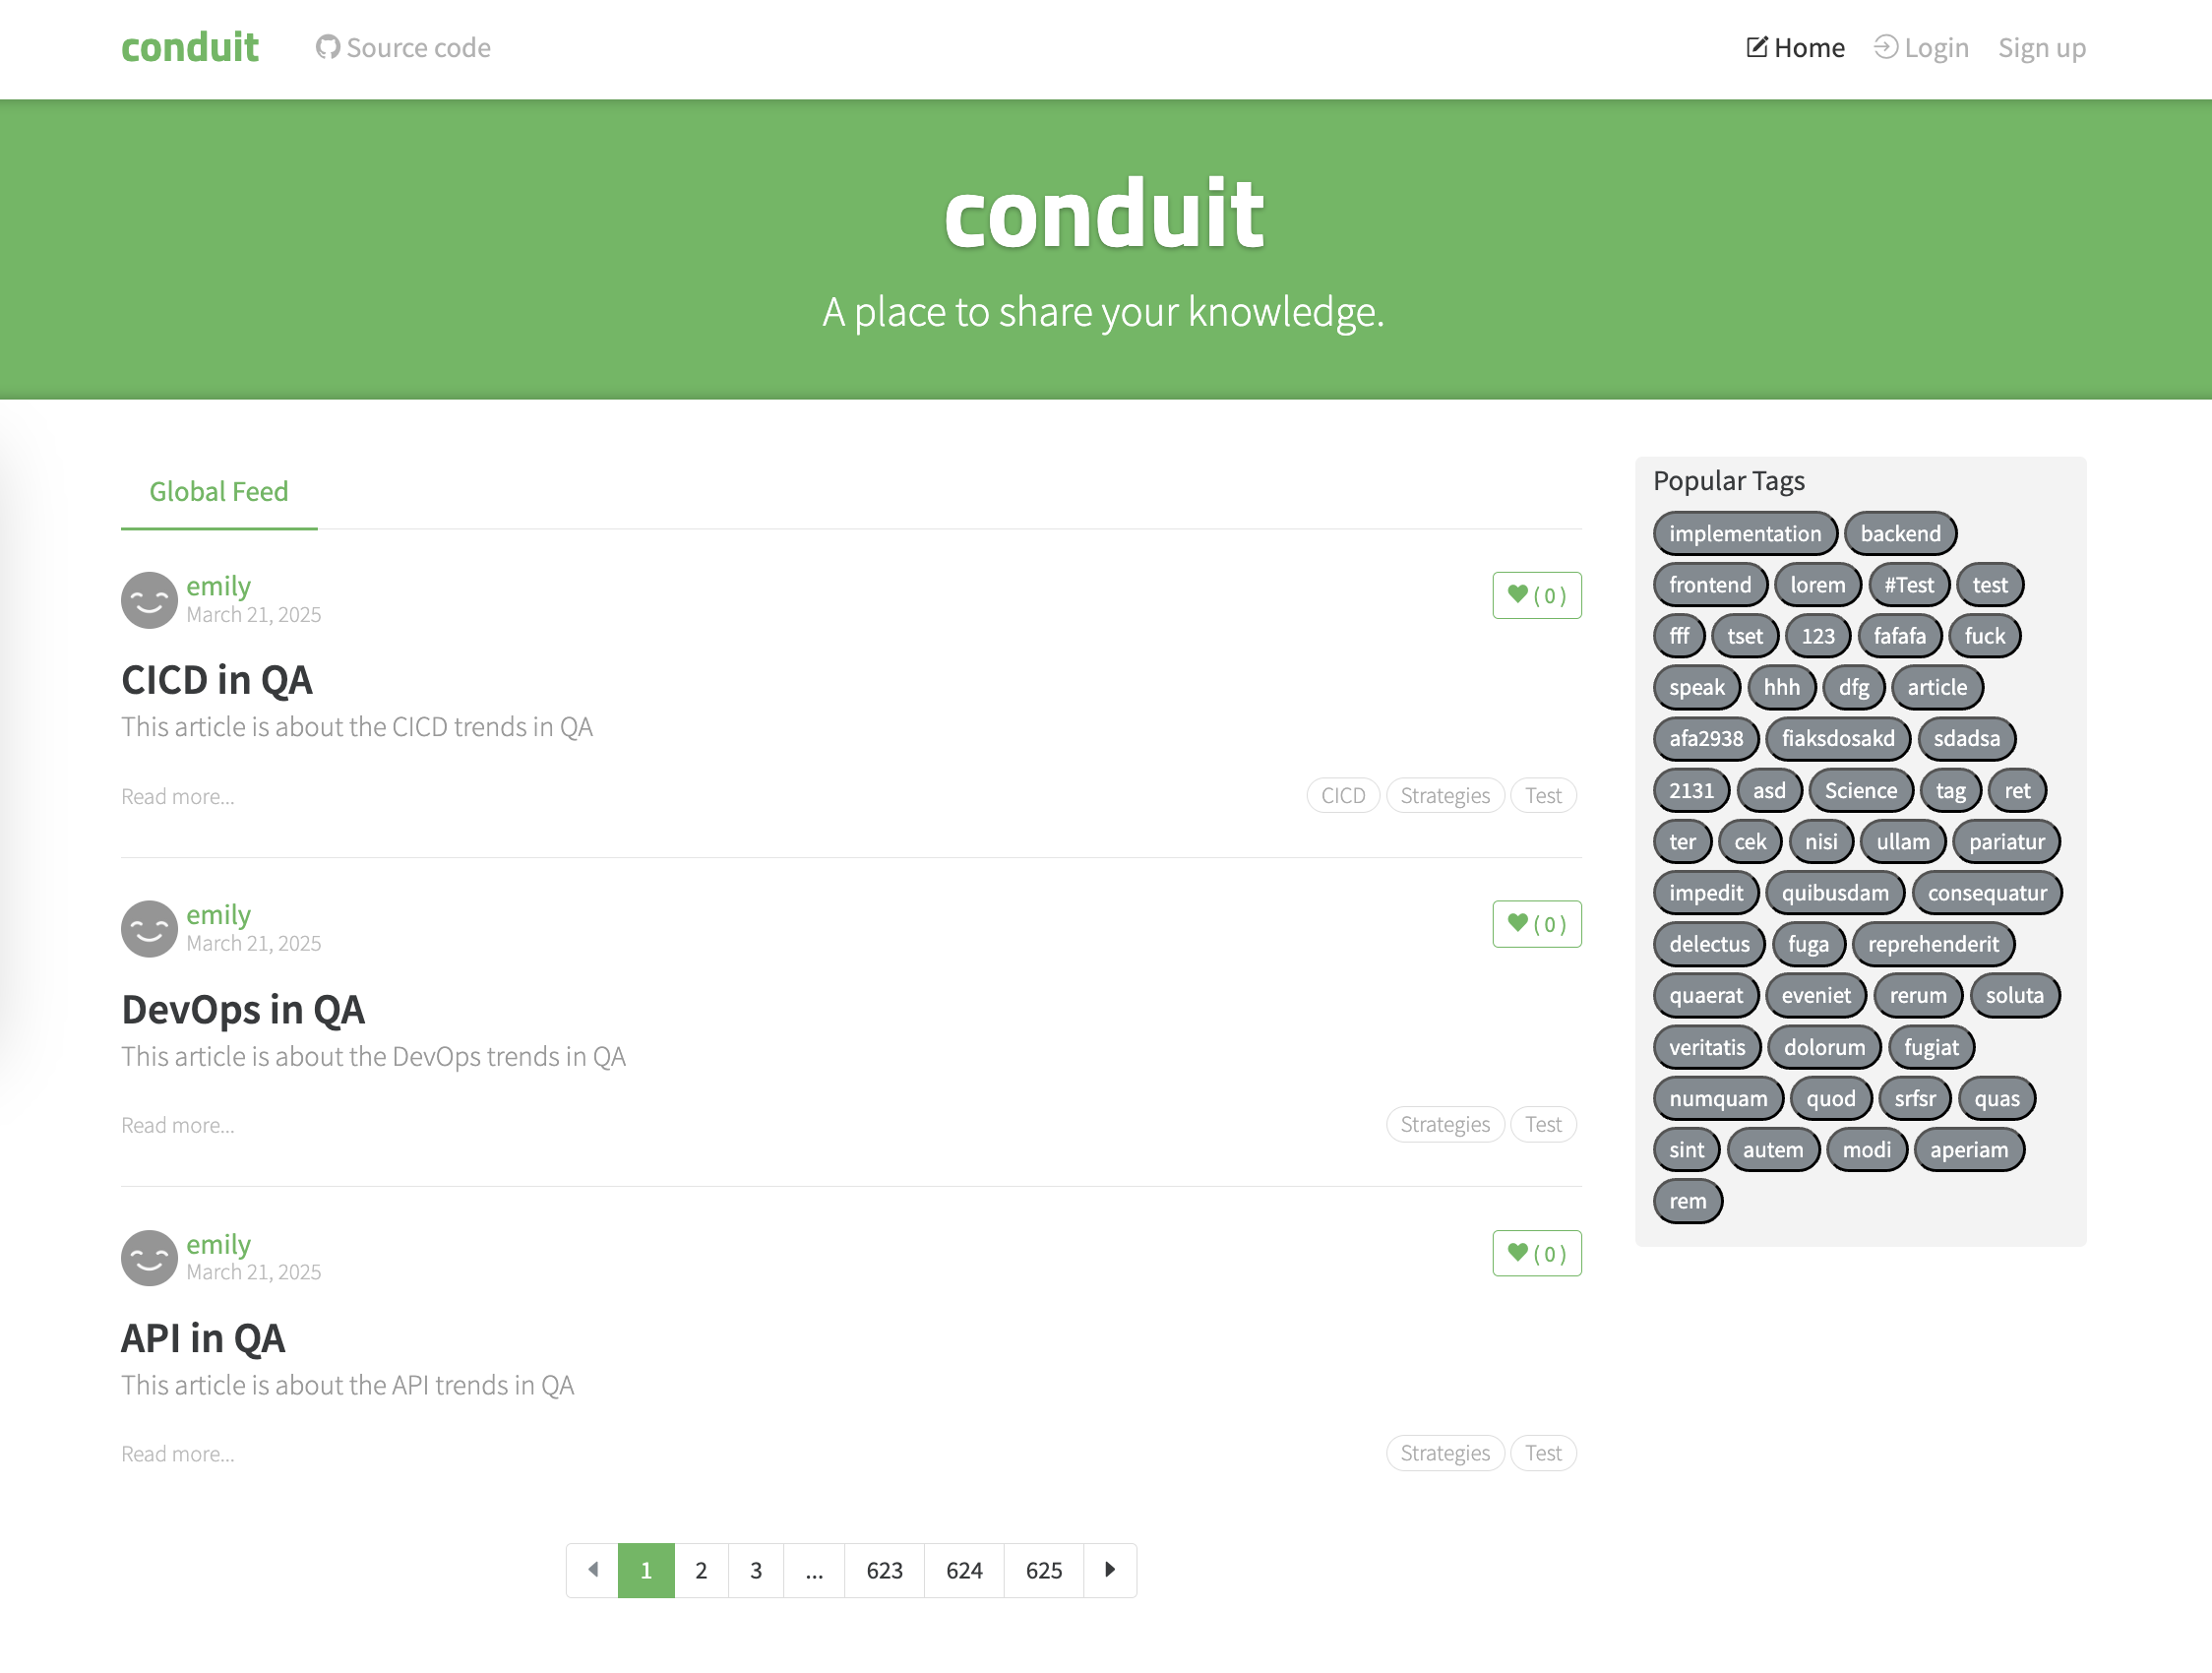 conduit Source code Home Login Sign up
conduit
A place to share your knowledge.
Global Feed
emily
March 21, 2025
( 0 )
CICD in QA
This article is about the CICD trends in QA
Read more...
CICD Strategies Test
emily
March 21, 2025
( 0 )
DevOps in QA
This article is about the DevOps trends in QA
Read more...
Strategies Test
emily
March 21, 2025
( 0 )
API in QA
This article is about the API trends in QA
Read more...
Strategies Test
1 2 3 ... 623 624 625
Popular Tags
implementation backend
frontend lorem #Test test
fff tset 123 fafafa fuck
speak hhh dfg article
afa2938 fiaksdosakd sdadsa
2131 asd Science tag ret
ter cek nisi ullam pariatur
impedit quibusdam consequatur
delectus fuga reprehenderit
quaerat eveniet rerum soluta
veritatis dolorum fugiat
numquam quod srfsr quas
sint autem modi aperiam
rem